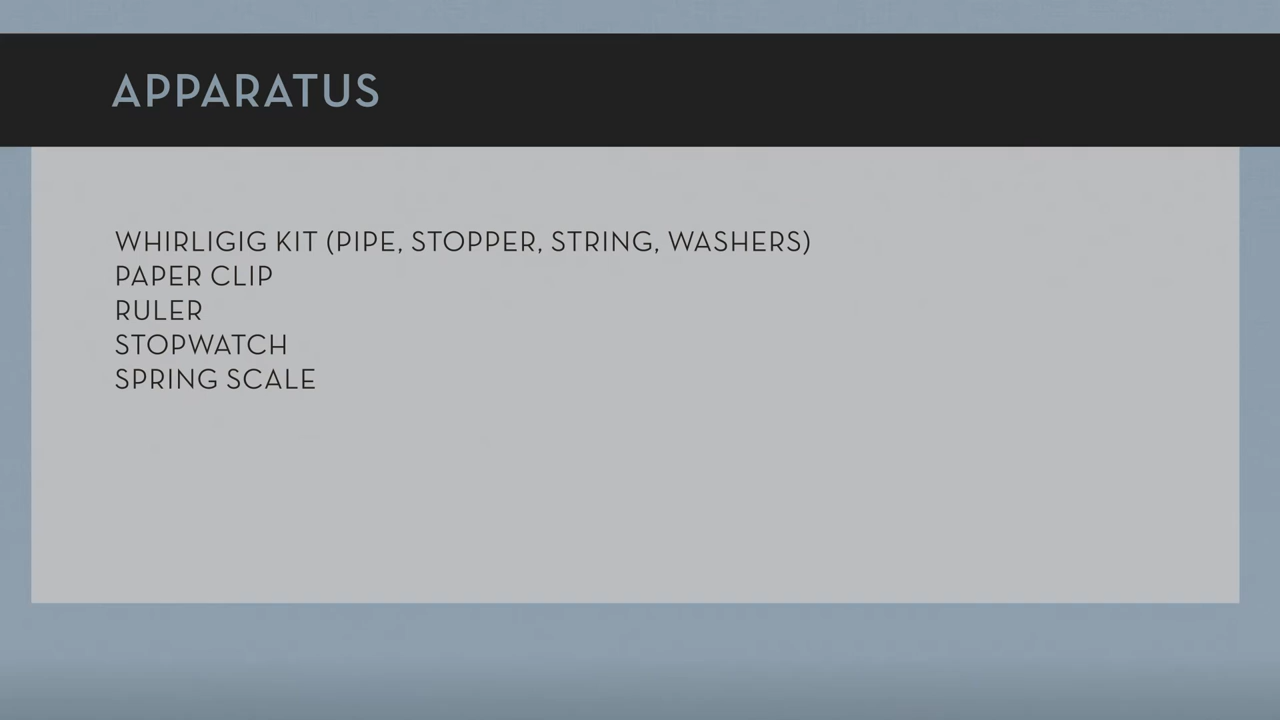 APPARATUS
WHIRLIGIG KIT (PIPE, STOPPER, STRING, WASHERS)
PAPER CLIP
RULER
STOPWATCH
SPRING SCALE